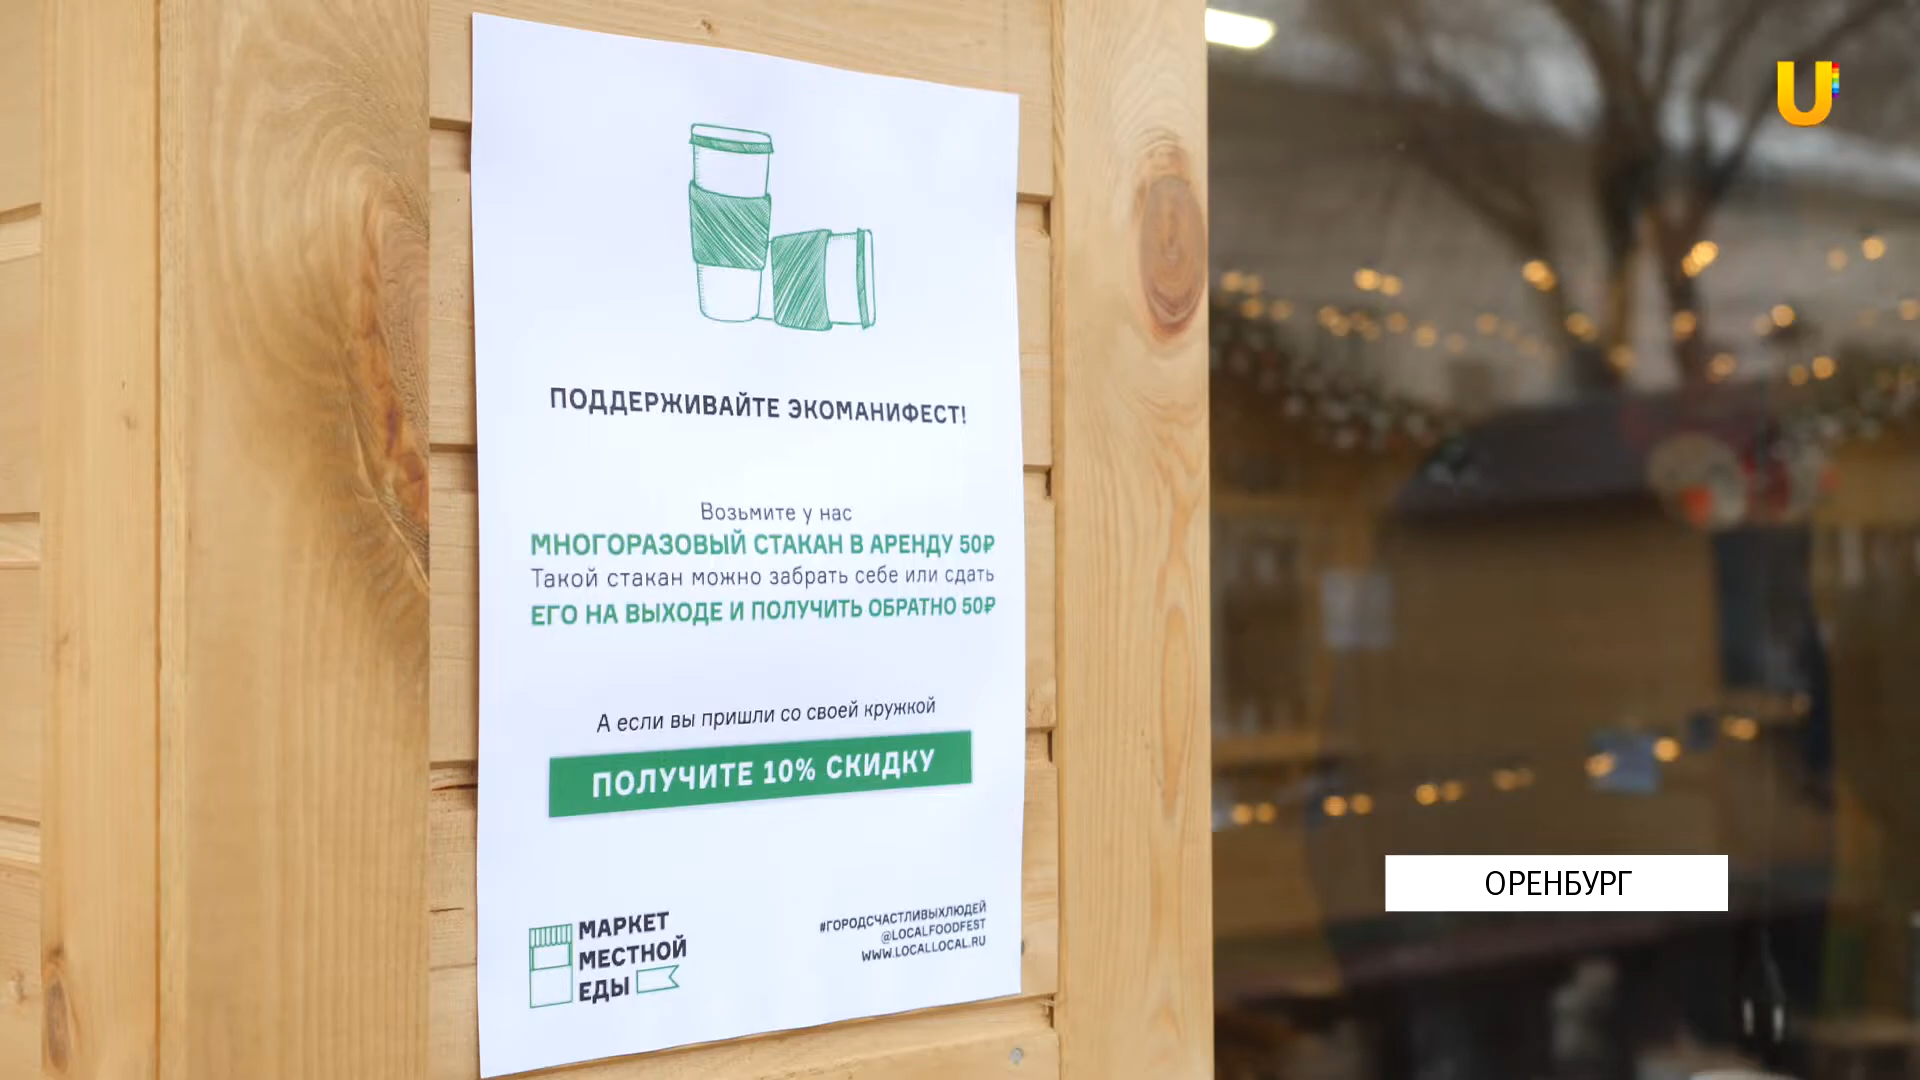 ПОДДЕРЖИВАЙТЕ ЭКОМАНИФЕСТ!
Возьмите у нас
МНОГОРАЗОВЫЙ СТАКАН В АРЕНДУ 50₽
Такой стакан можно забрать себе или сдать
ЕГО НА ВЫХОДЕ И ПОЛУЧИТЬ ОБРАТНО 50₽
А если вы пришли со своей кружкой
ПОЛУЧИТЕ 10% СКИДКУ
МАРКЕТ
МЕСТНОЙ
ЕДЫ
#ГОРОДСЧАСТЛИВЫХЛЮДЕЙ
@LOCALFOODFEST
WWW.LOCALLOCAL.RU
U
ОРЕНБУРГ